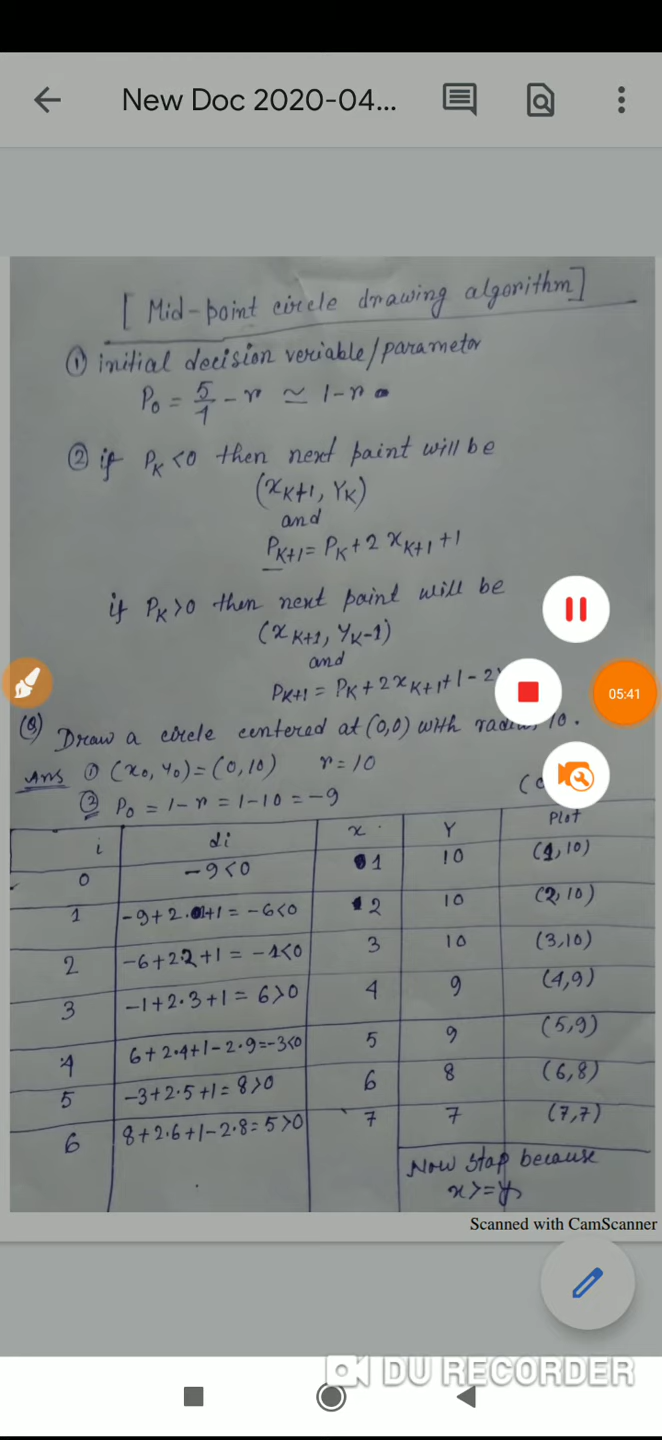 New Doc 2020-04...
[ Mid-point circle drawing algorithm]
① initial decision veriable/parametor
P₀ = 5/4 - r ≃ 1-r
② if Pₖ<0 then next paint will be
(xₖ+1, Yₖ)
and
Pₖ₊₁ = Pₖ+2xₖ₊₁+1
if Pₖ>0 then next paint will be
(xₖ+1, Yₖ-1)
and
Pₖ₊₁ = Pₖ+2xₖ₊₁+1-2
05:41
(Q) Draw a circle centered at (0,0) with radius 10.
Ans ① (x₀, y₀)=(0,10) r=10
② P₀ = 1-r = 1-10 = -9
i di x Y Plot
0 -9<0 1 10 (1,10)
1 -9+2.1+1 = -6<0 2 10 (2,10)
2 -6+2.2+1 = -1<0 3 10 (3,10)
3 -1+2.3+1 = 6>0 4 9 (4,9)
4 6+2.4+1-2.9=-3<0 5 9 (5,9)
5 -3+2.5+1=8>0 6 8 (6,8)
6 8+2.6+1-2.8=5>0 7 7 (7,7)
Now stop because
x>=y
Scanned with CamScanner
DU RECORDER